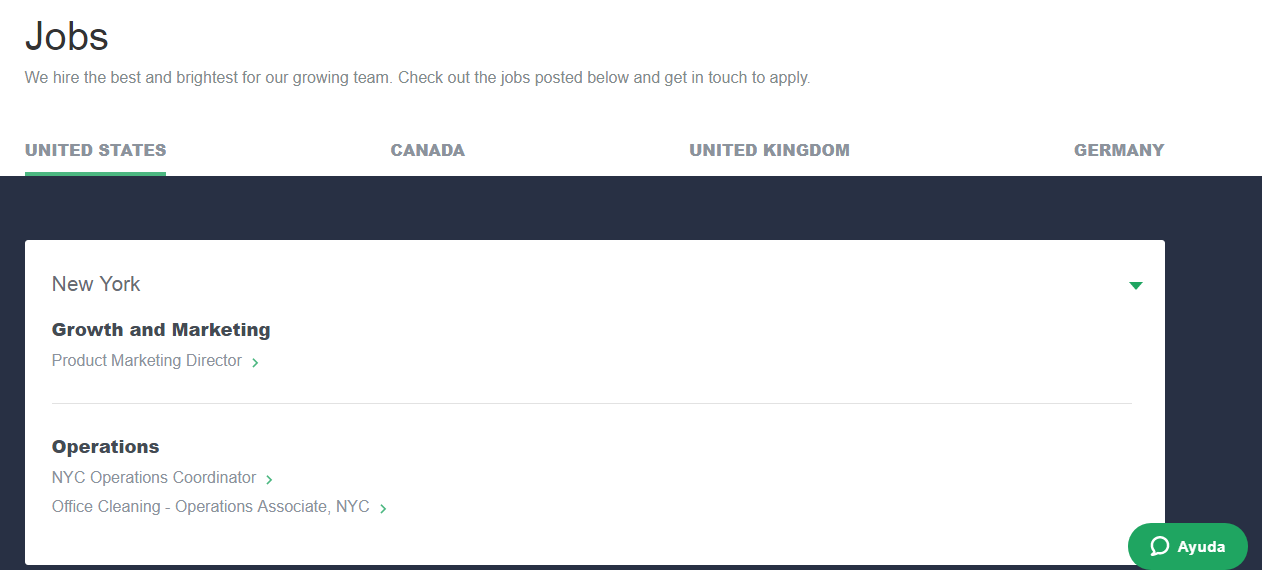 Jobs
We hire the best and brightest for our growing team. Check out the jobs posted below and get in touch to apply.
UNITED STATES
CANADA
UNITED KINGDOM
GERMANY
New York
Growth and Marketing
Product Marketing Director
Operations
NYC Operations Coordinator
Office Cleaning - Operations Associate, NYC
Ayuda